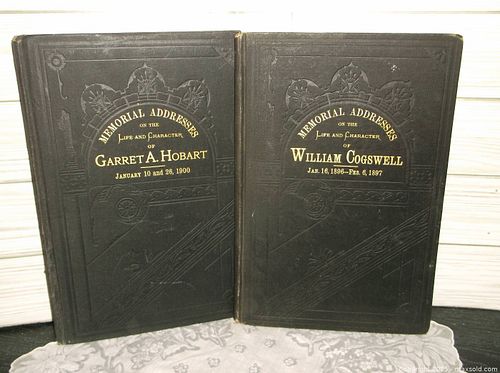 MEMORIAL ADDRESSES
ON THE
LIFE AND CHARACTER
OF
GARRET A. HOBART
JANUARY 10 and 26, 1900
MEMORIAL ADDRESSES
ON THE
LIFE AND CHARACTER
OF
WILLIAM COGSWELL
JAN. 16, 1896–FEB. 6, 1897